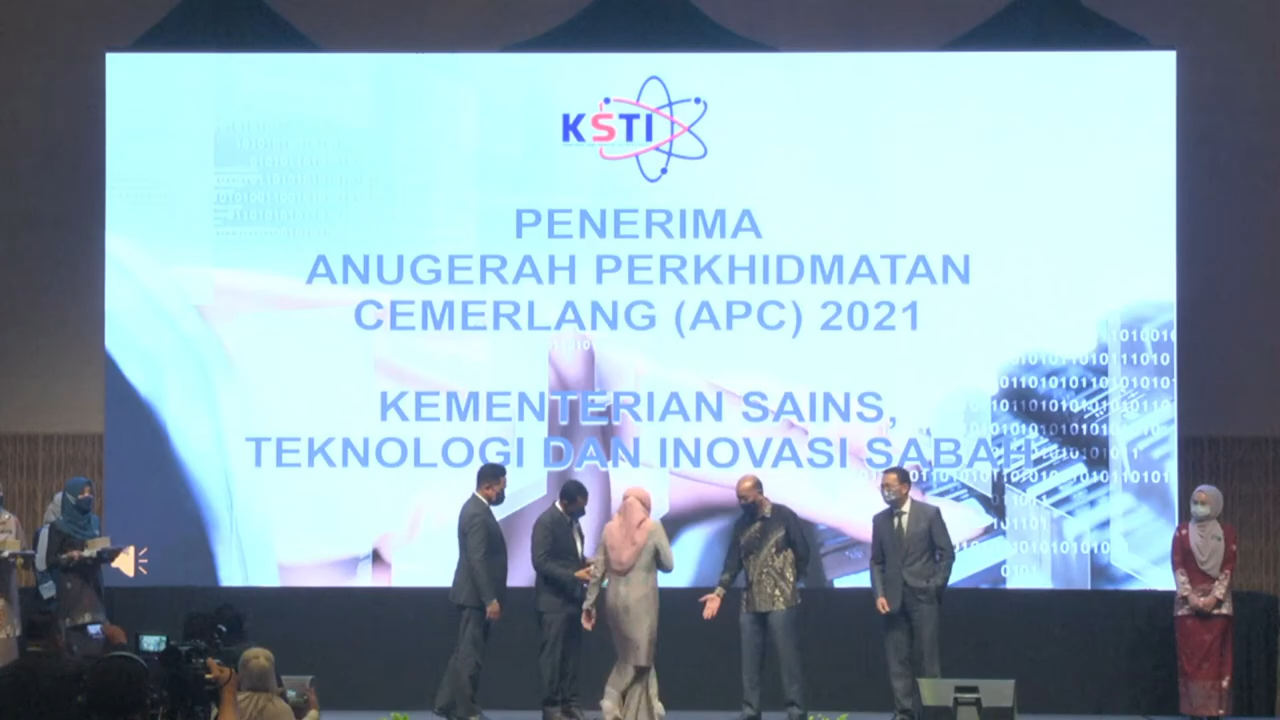 KSTI
PENERIMA
ANUGERAH PERKHIDMATAN
CEMERLANG (APC) 2021
KEMENTERIAN SAINS,
TEKNOLOGI DAN INOVASI SABAH